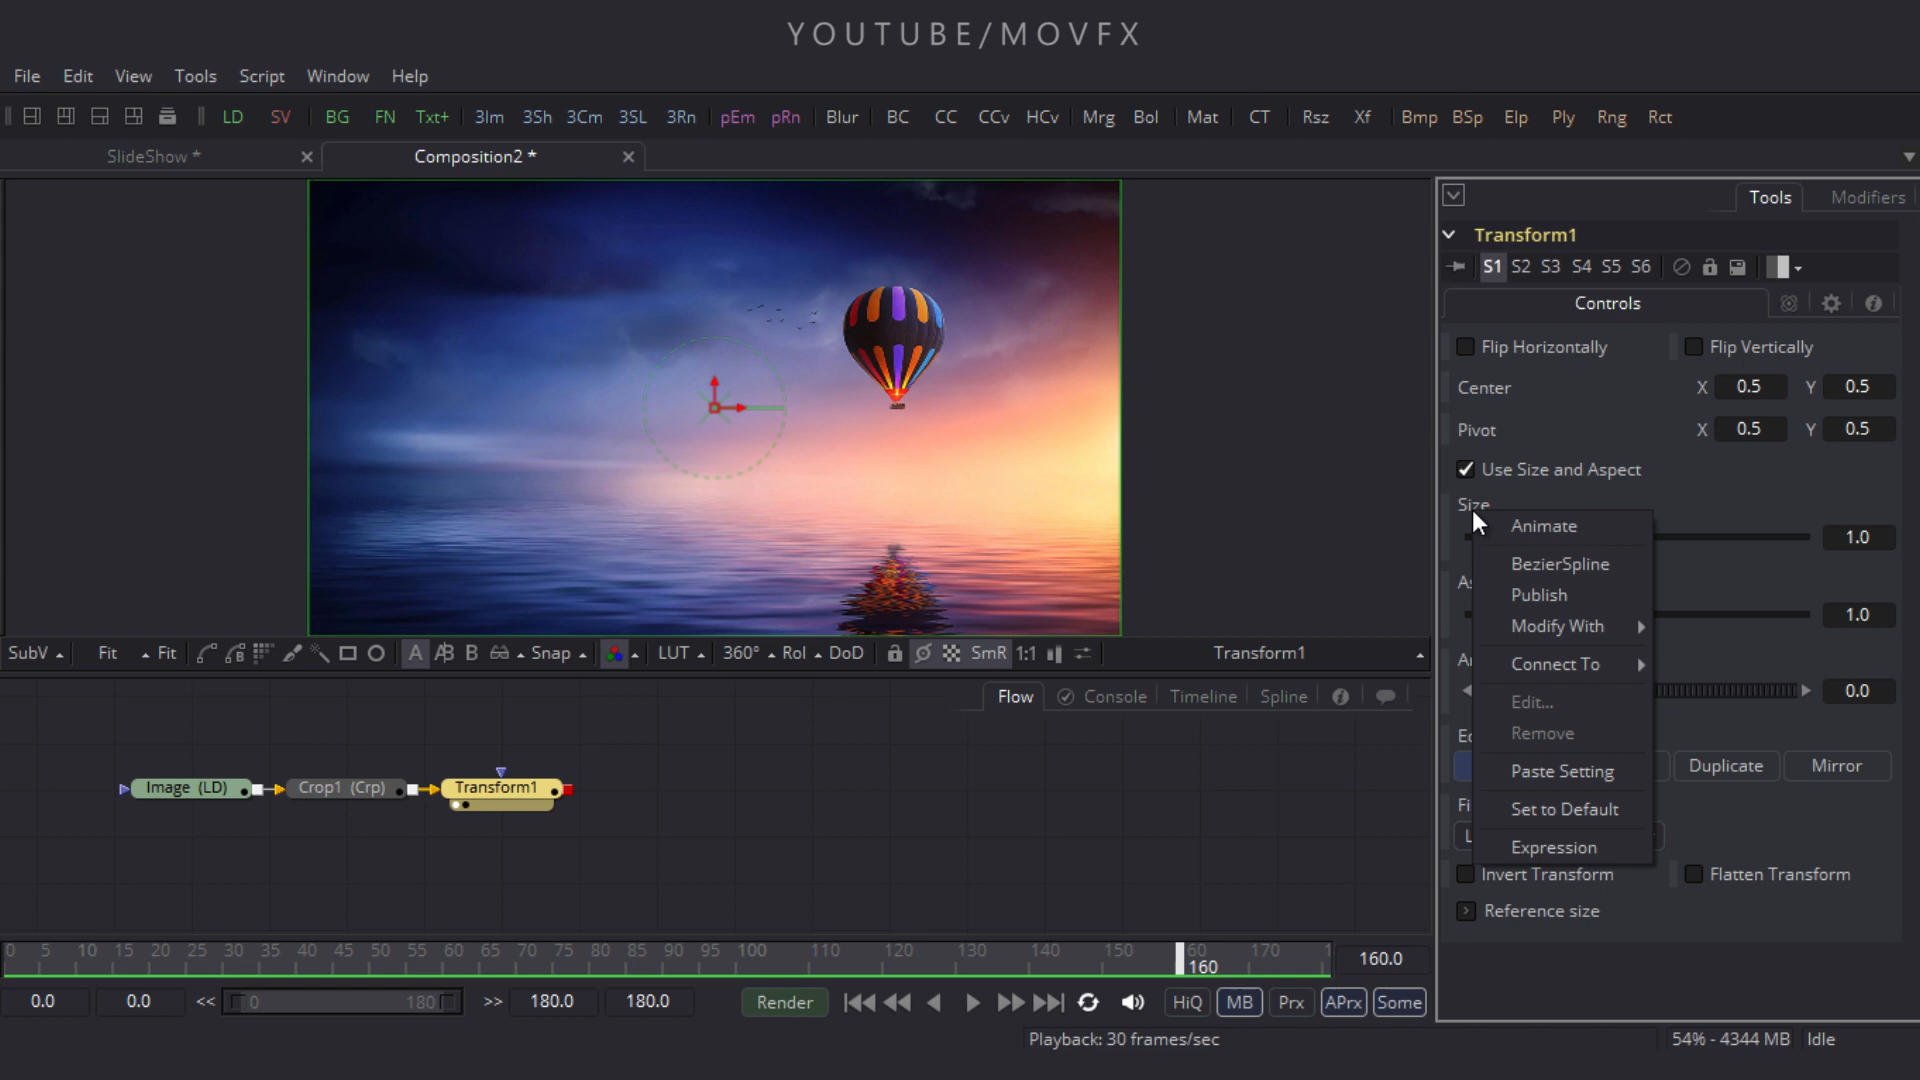 YOUTUBE/MOVFX
File Edit View Tools Script Window Help
LD SV BG FN Txt+ 3Im 3Sh 3Cm 3SL 3Rn pEm pRn Blur BC CC CCv HCv Mrg Bol Mat CT Rsz Xf Bmp BSp Elp Ply Rng Rct
SlideShow * Composition2 *
Tools Modifiers
Transform1
S1 S2 S3 S4 S5 S6
Controls
Flip Horizontally Flip Vertically
Center X 0.5 Y 0.5
Pivot X 0.5 Y 0.5
Use Size and Aspect
Size
Animate
1.0
BezierSpline
As
Publish
1.0
Modify With
Connect To
0.0
Edit...
Remove
Duplicate Mirror
Paste Setting
Fi
Set to Default
Expression
Invert Transform Flatten Transform
Reference size
SubV Fit Fit A AB B Snap LUT 360° Rol DoD SmR 1:1 Transform1
Flow Console Timeline Spline
Image (LD) Crop1 (Crp) Transform1
0 5 10 15 20 25 30 35 40 45 50 55 60 65 70 75 80 85 90 95 100 110 120 130 140 150 60 170 1
160 160.0
0.0 0.0 << 0 180 >> 180.0 180.0 Render HiQ MB Prx APrx Some
Playback: 30 frames/sec 54% - 4344 MB Idle